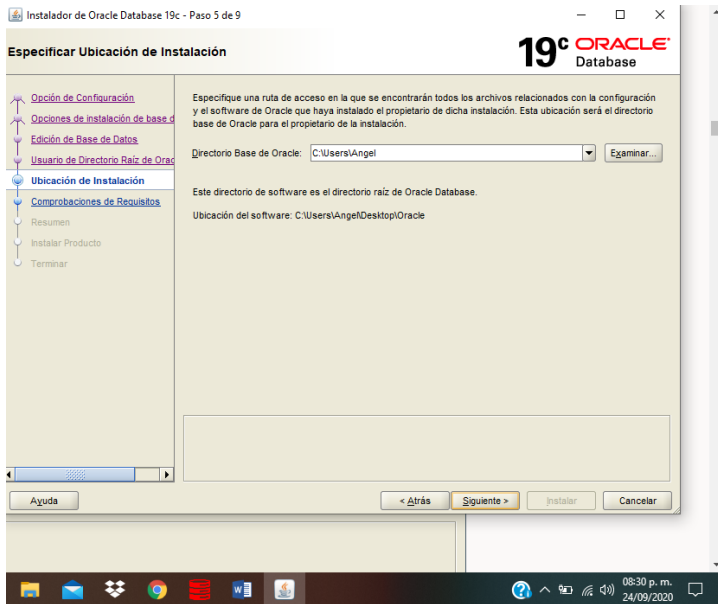 Instalador de Oracle Database 19c - Paso 5 de 9
Especificar Ubicación de Instalación
19c ORACLE
Database
Opción de Configuración
Opciones de instalación de base d
Edición de Base de Datos
Usuario de Directorio Raíz de Orac
Ubicación de Instalación
Comprobaciones de Requisitos
Resumen
Instalar Producto
Terminar
Especifique una ruta de acceso en la que se encontrarán todos los archivos relacionados con la configuración
y el software de Oracle que haya instalado el propietario de dicha instalación. Esta ubicación será el directorio
base de Oracle para el propietario de la instalación.
Directorio Base de Oracle: C:\Users\Angel Examinar...
Este directorio de software es el directorio raíz de Oracle Database.
Ubicación del software: C:\Users\Angel\Desktop\Oracle
Ayuda < Atrás Siguiente > Instalar Cancelar
08:30 p. m.
24/09/2020